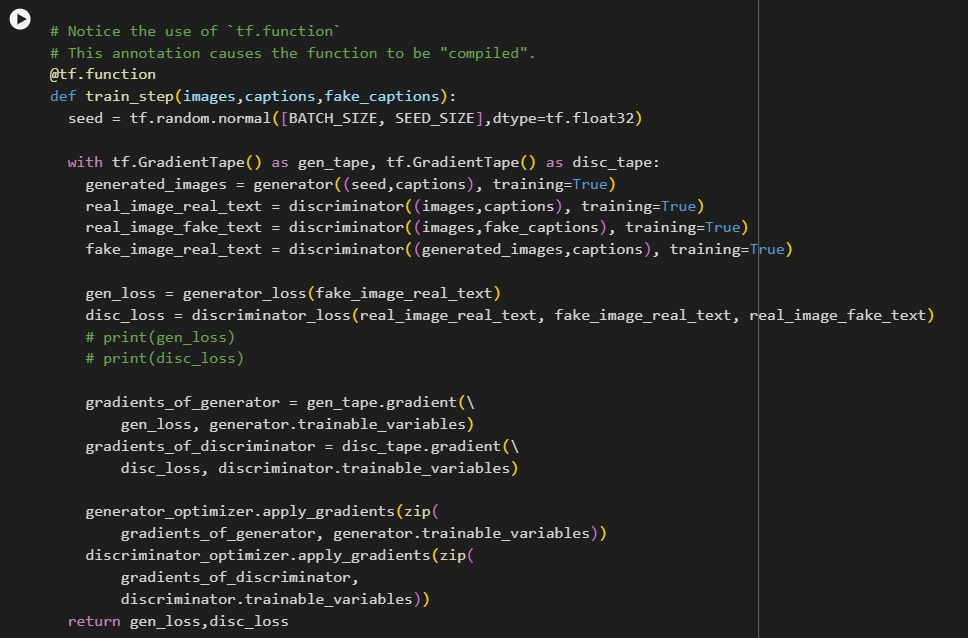 # Notice the use of `tf.function`
# This annotation causes the function to be "compiled".
@tf.function
def train_step(images,captions,fake_captions):
  seed = tf.random.normal([BATCH_SIZE, SEED_SIZE],dtype=tf.float32)

  with tf.GradientTape() as gen_tape, tf.GradientTape() as disc_tape:
    generated_images = generator((seed,captions), training=True)
    real_image_real_text = discriminator((images,captions), training=True)
    real_image_fake_text = discriminator((images,fake_captions), training=True)
    fake_image_real_text = discriminator((generated_images,captions), training=True)

    gen_loss = generator_loss(fake_image_real_text)
    disc_loss = discriminator_loss(real_image_real_text, fake_image_real_text, real_image_fake_text)
    # print(gen_loss)
    # print(disc_loss)

    gradients_of_generator = gen_tape.gradient(\
        gen_loss, generator.trainable_variables)
    gradients_of_discriminator = disc_tape.gradient(\
        disc_loss, discriminator.trainable_variables)

    generator_optimizer.apply_gradients(zip(
        gradients_of_generator, generator.trainable_variables))
    discriminator_optimizer.apply_gradients(zip(
        gradients_of_discriminator,
        discriminator.trainable_variables))
  return gen_loss,disc_loss